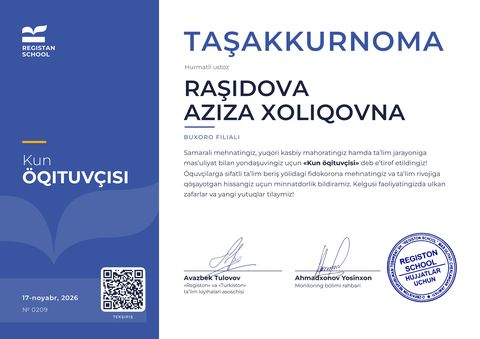 REGISTAN
SCHOOL
Kun
ÖQITUVÇISI
17-noyabr, 2026
№ 0209
TEKŞIRIŞ
TAŞAKKURNOMA
Hurmatli ustoz
RAŞIDOVA
AZIZA XOLIQOVNA
BUXORO FILIALI
Samarali mehnatingiz, yuqori kasbiy mahoratingiz hamda ta'lim jarayoniga
mas'uliyat bilan yondaşuvingiz uçun «Kun öqituvçisi» deb e'tirof etildingiz!
Öquvçilarga sifatli ta'lim beriş yölidagi fidokorona mehnatingiz va ta'lim rivojiga
qöşayotgan hissangiz uçun minnatdorlik bildiramiz. Kelgusi faoliyatingizda ulkan
zafarlar va yangi yutuqlar tilaymiz!
Avazbek Tulovov
«Registon» va «Turkiston»
ta'lim loyihalari asoschisi
Ahmadxonov Yosinxon
Monitoring bölimi rahbari
REGISTON
SCHOOL
HUJJATLAR
UCHUN